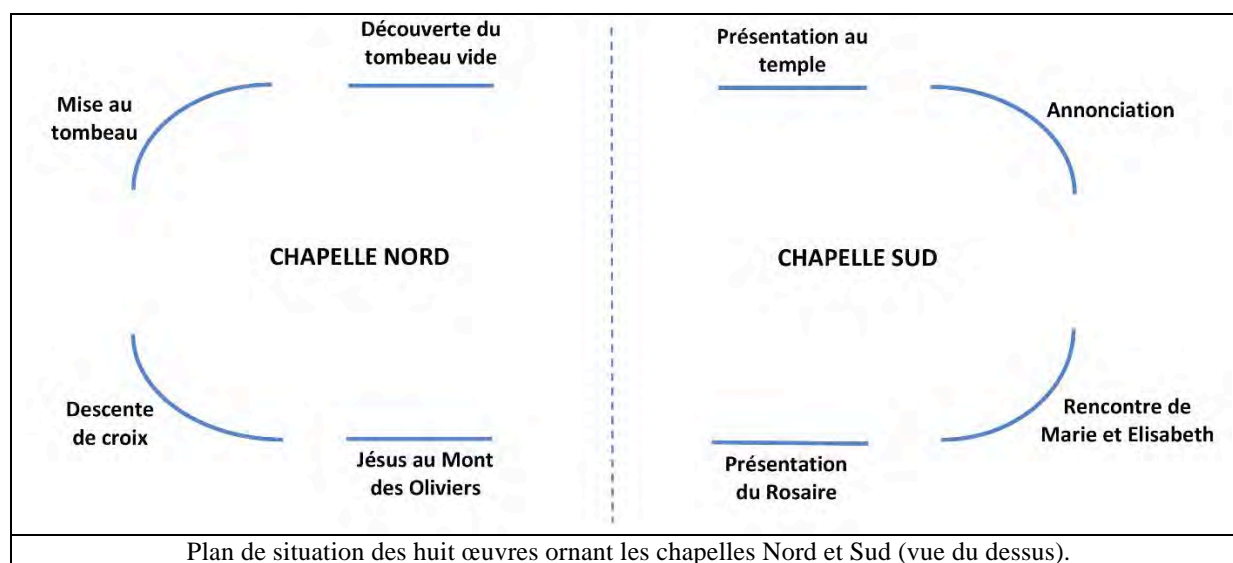 Découverte du
tombeau vide
Présentation au
temple
Mise au
tombeau
Annonciation
CHAPELLE NORD
CHAPELLE SUD
Descente
de croix
Jésus au Mont
des Oliviers
Présentation
du Rosaire
Rencontre de
Marie et Elisabeth
Plan de situation des huit œuvres ornant les chapelles Nord et Sud (vue du dessus).